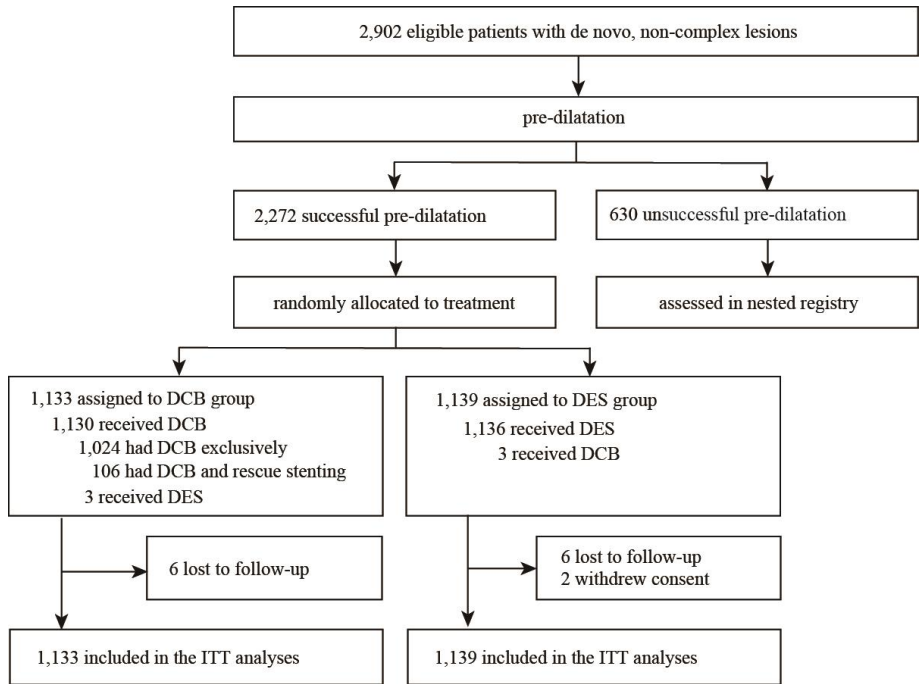 2,902 eligible patients with de novo, non-complex lesions
pre-dilatation
2,272 successful pre-dilatation
630 unsuccessful pre-dilatation
randomly allocated to treatment
assessed in nested registry
1,133 assigned to DCB group
1,130 received DCB
1,024 had DCB exclusively
106 had DCB and rescue stenting
3 received DES
1,139 assigned to DES group
1,136 received DES
3 received DCB
6 lost to follow-up
6 lost to follow-up
2 withdrew consent
1,133 included in the ITT analyses
1,139 included in the ITT analyses